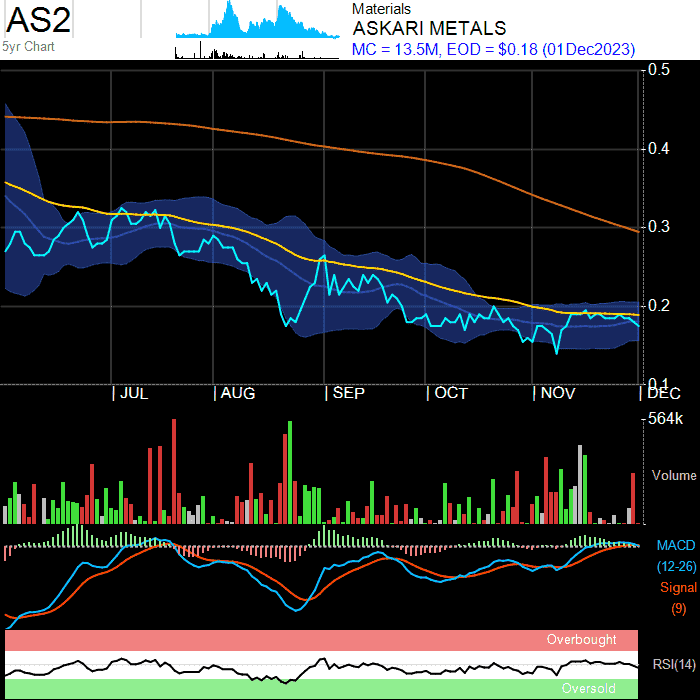 AS2
5yr Chart
Materials
ASKARI METALS
MC = 13.5M, EOD = $0.18 (01Dec2023)
0.5
0.4
0.3
0.2
0.1
JUL AUG SEP OCT NOV DEC
564k
Volume
MACD
(12-26)
Signal
(9)
Overbought
RSI(14)
Oversold